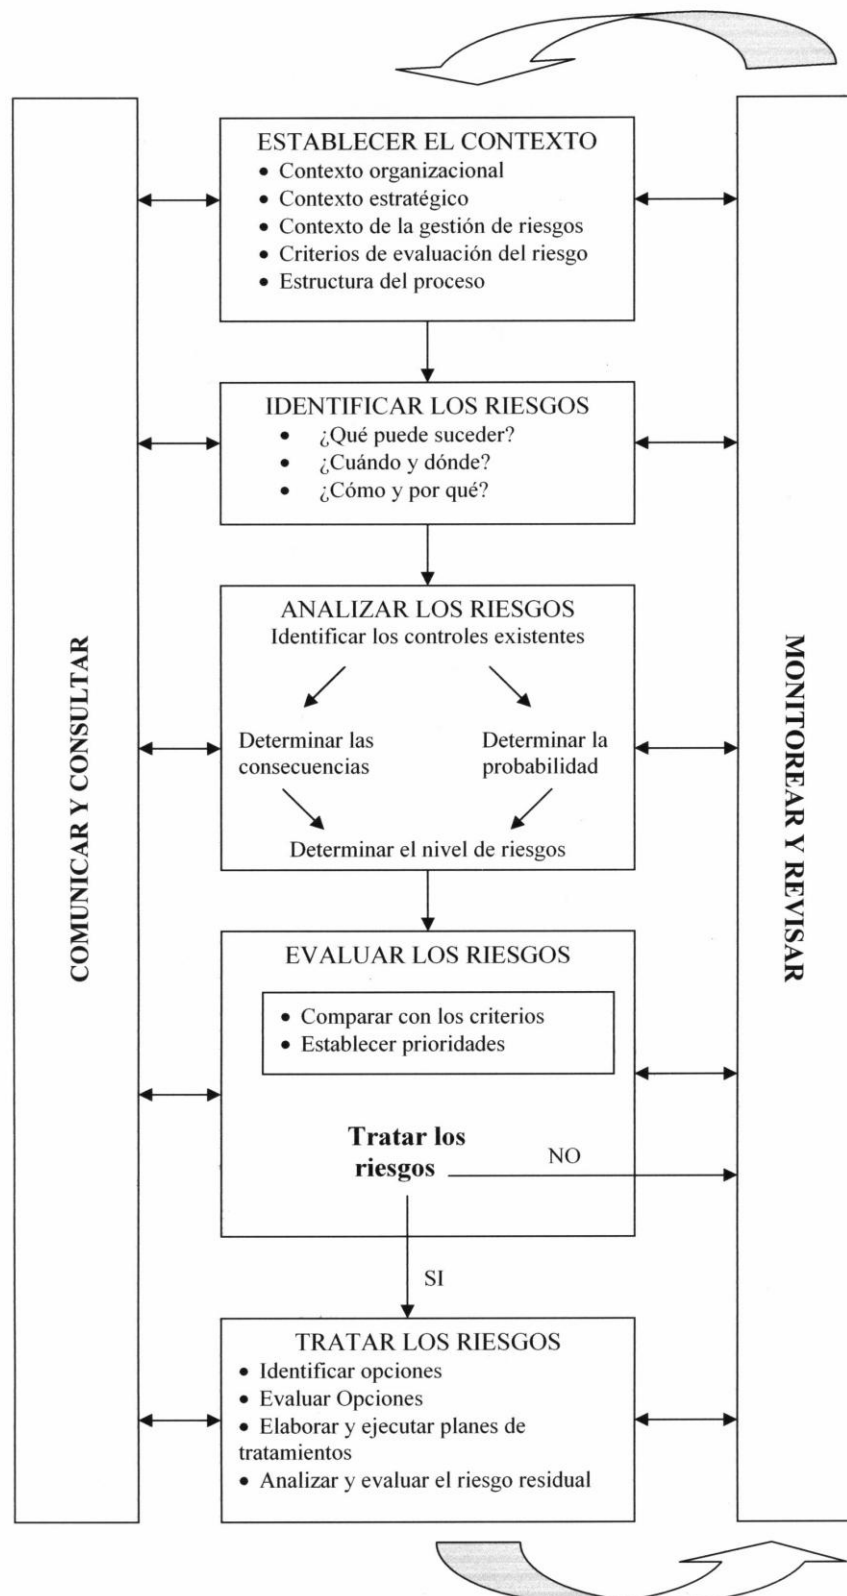 ESTABLECER EL CONTEXTO
• Contexto organizacional
• Contexto estratégico
• Contexto de la gestión de riesgos
• Criterios de evaluación del riesgo
• Estructura del proceso
IDENTIFICAR LOS RIESGOS
• ¿Qué puede suceder?
• ¿Cuándo y dónde?
• ¿Cómo y por qué?
ANALIZAR LOS RIESGOS
Identificar los controles existentes
Determinar las
consecuencias
Determinar la
probabilidad
Determinar el nivel de riesgos
EVALUAR LOS RIESGOS
• Comparar con los criterios
• Establecer prioridades
Tratar los
riesgos
NO
SI
TRATAR LOS RIESGOS
• Identificar opciones
• Evaluar Opciones
• Elaborar y ejecutar planes de
tratamientos
• Analizar y evaluar el riesgo residual
COMUNICAR Y CONSULTAR
MONITOREAR Y REVISAR